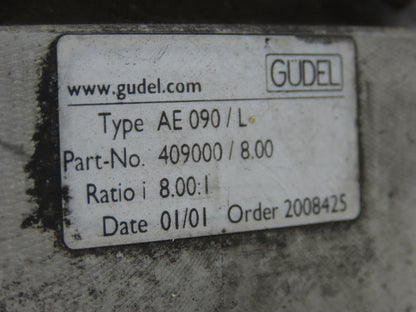 GÜDEL
www.gudel.com
Type AE 090 / L
Part-No. 409000 / 8.00
Ratio i 8.00:1
Date 01/01 Order 2008425